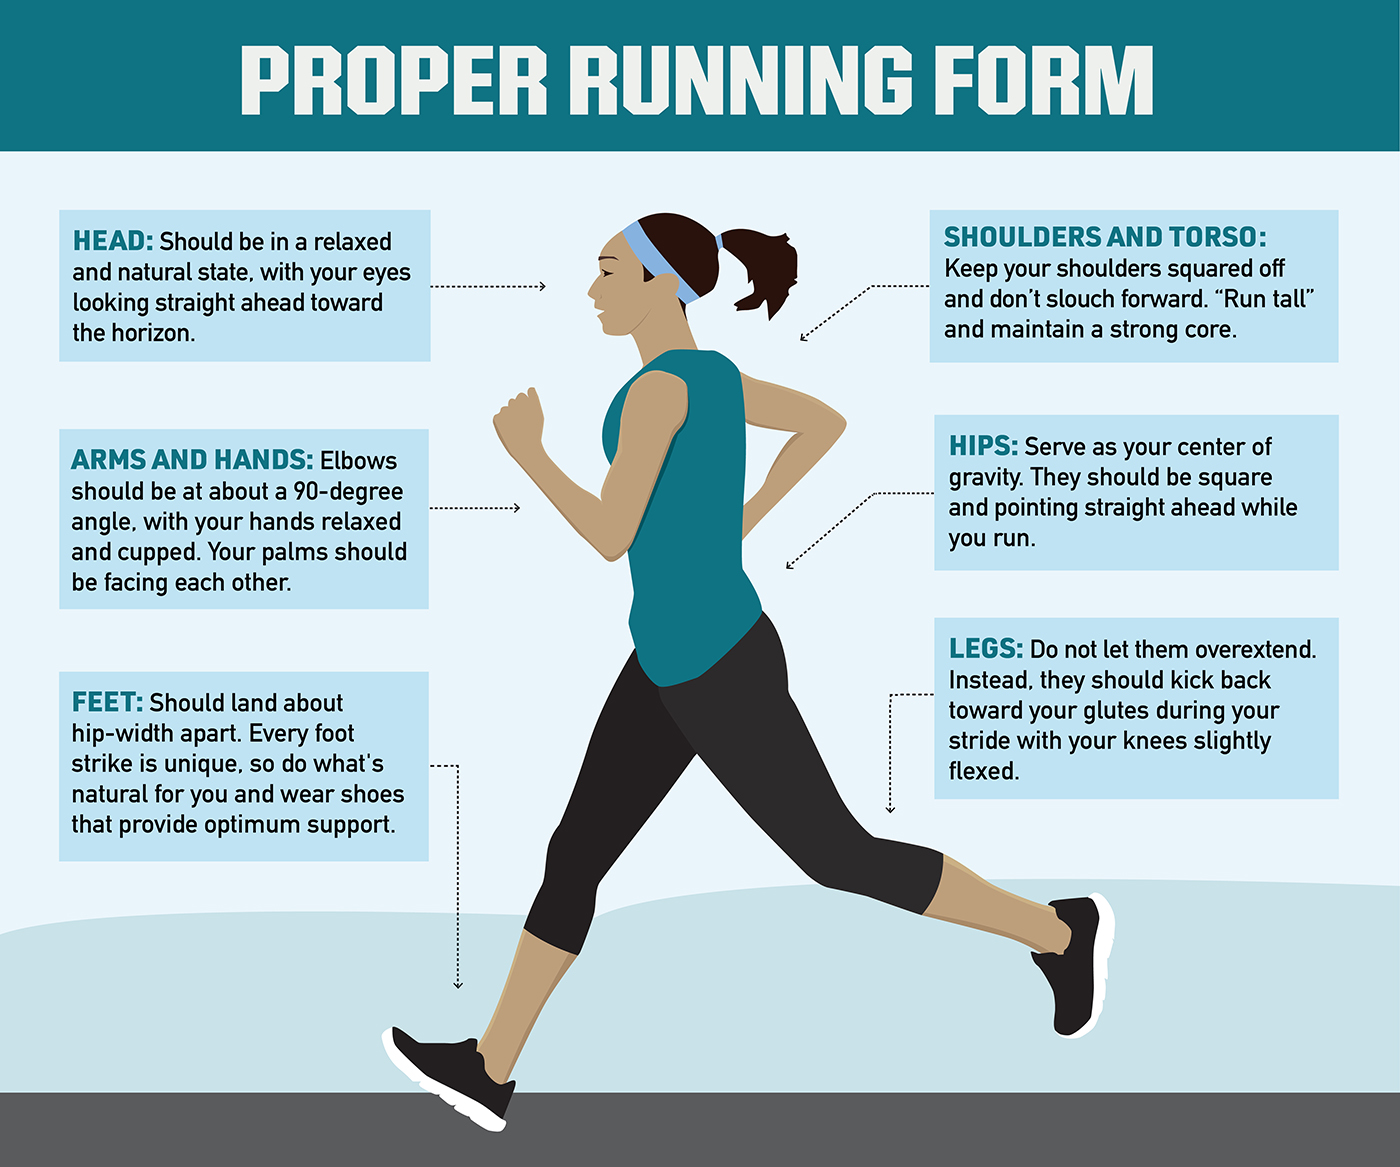 PROPER RUNNING FORM
HEAD: Should be in a relaxed
and natural state, with your eyes
looking straight ahead toward
the horizon.
ARMS AND HANDS: Elbows
should be at about a 90-degree
angle, with your hands relaxed
and cupped. Your palms should
be facing each other.
FEET: Should land about
hip-width apart. Every foot
strike is unique, so do what's
natural for you and wear shoes
that provide optimum support.
SHOULDERS AND TORSO:
Keep your shoulders squared off
and don’t slouch forward. “Run tall”
and maintain a strong core.
HIPS: Serve as your center of
gravity. They should be square
and pointing straight ahead while
you run.
LEGS: Do not let them overextend.
Instead, they should kick back
toward your glutes during your
stride with your knees slightly
flexed.